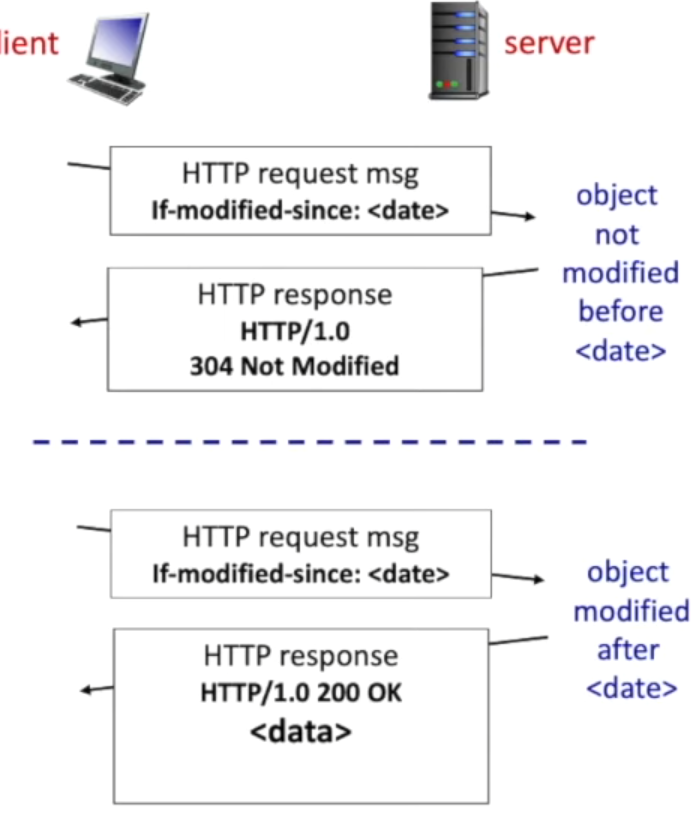 lient
server
HTTP request msg
If-modified-since: <date>
object
not
modified
before
<date>
HTTP response
HTTP/1.0
304 Not Modified
HTTP request msg
If-modified-since: <date>
object
modified
after
<date>
HTTP response
HTTP/1.0 200 OK
<data>